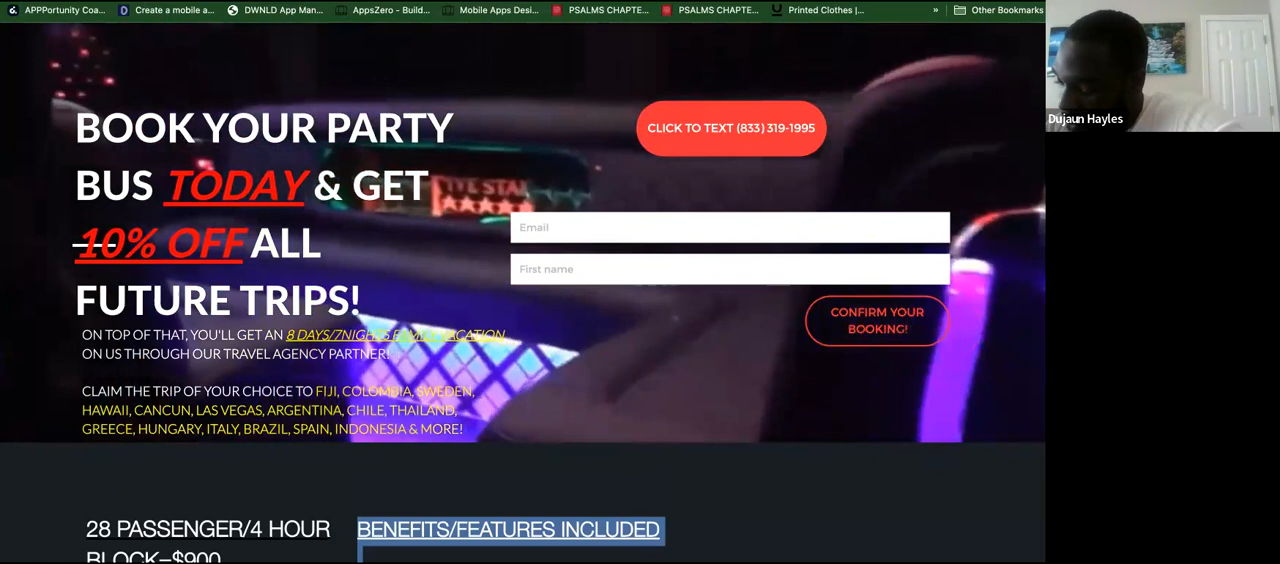 APPPortunity Coa...
Create a mobile a...
DWNLD App Man...
AppsZero - Build...
Mobile Apps Desi...
PSALMS CHAPTE...
PSALMS CHAPTE...
Printed Clothes |...
»
Other Bookmarks
Dujaun Hayles
BOOK YOUR PARTY
BUS TODAY & GET
10% OFF ALL
FUTURE TRIPS!
ON TOP OF THAT, YOU'LL GET AN 8 DAYS/7NIGHTS FAMILY VACATION
ON US THROUGH OUR TRAVEL AGENCY PARTNER!
CLAIM THE TRIP OF YOUR CHOICE TO FIJI, COLOMBIA, SWEDEN,
HAWAII, CANCUN, LAS VEGAS, ARGENTINA, CHILE, THAILAND,
GREECE, HUNGARY, ITALY, BRAZIL, SPAIN, INDONESIA & MORE!
CLICK TO TEXT (833) 319-1995
Email
First name
CONFIRM YOUR
BOOKING!
28 PASSENGER/4 HOUR
BLOCK=$900
BENEFITS/FEATURES INCLUDED